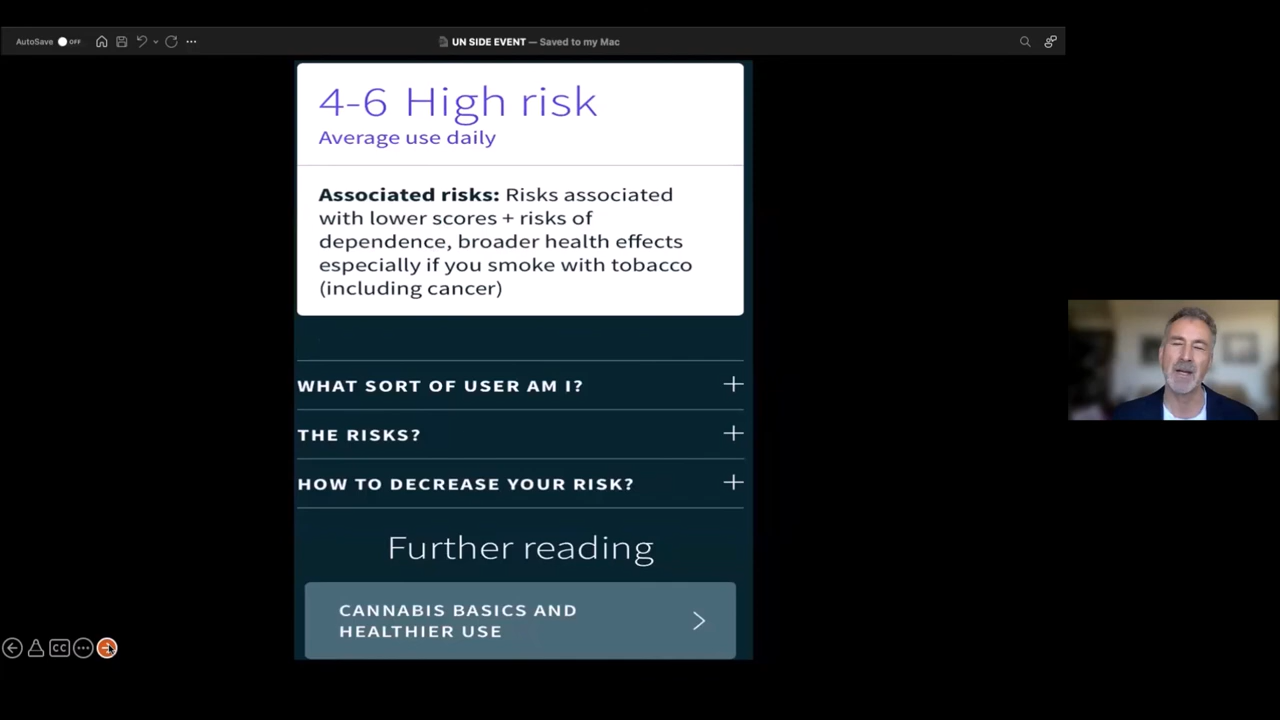 AutoSave OFF
UN SIDE EVENT — Saved to my Mac
4-6 High risk
Average use daily
Associated risks: Risks associated
with lower scores + risks of
dependence, broader health effects
especially if you smoke with tobacco
(including cancer)
WHAT SORT OF USER AM I?
THE RISKS?
HOW TO DECREASE YOUR RISK?
Further reading
CANNABIS BASICS AND
HEALTHIER USE
CC